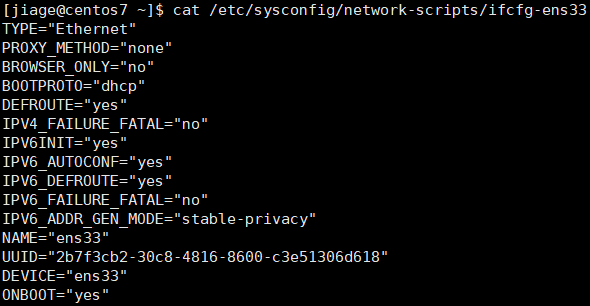 [jiage@centos7 ~]$ cat /etc/sysconfig/network-scripts/ifcfg-ens33
TYPE="Ethernet"
PROXY_METHOD="none"
BROWSER_ONLY="no"
BOOTPROTO="dhcp"
DEFROUTE="yes"
IPV4_FAILURE_FATAL="no"
IPV6INIT="yes"
IPV6_AUTOCONF="yes"
IPV6_DEFROUTE="yes"
IPV6_FAILURE_FATAL="no"
IPV6_ADDR_GEN_MODE="stable-privacy"
NAME="ens33"
UUID="2b7f3cb2-30c8-4816-8600-c3e51306d618"
DEVICE="ens33"
ONBOOT="yes"